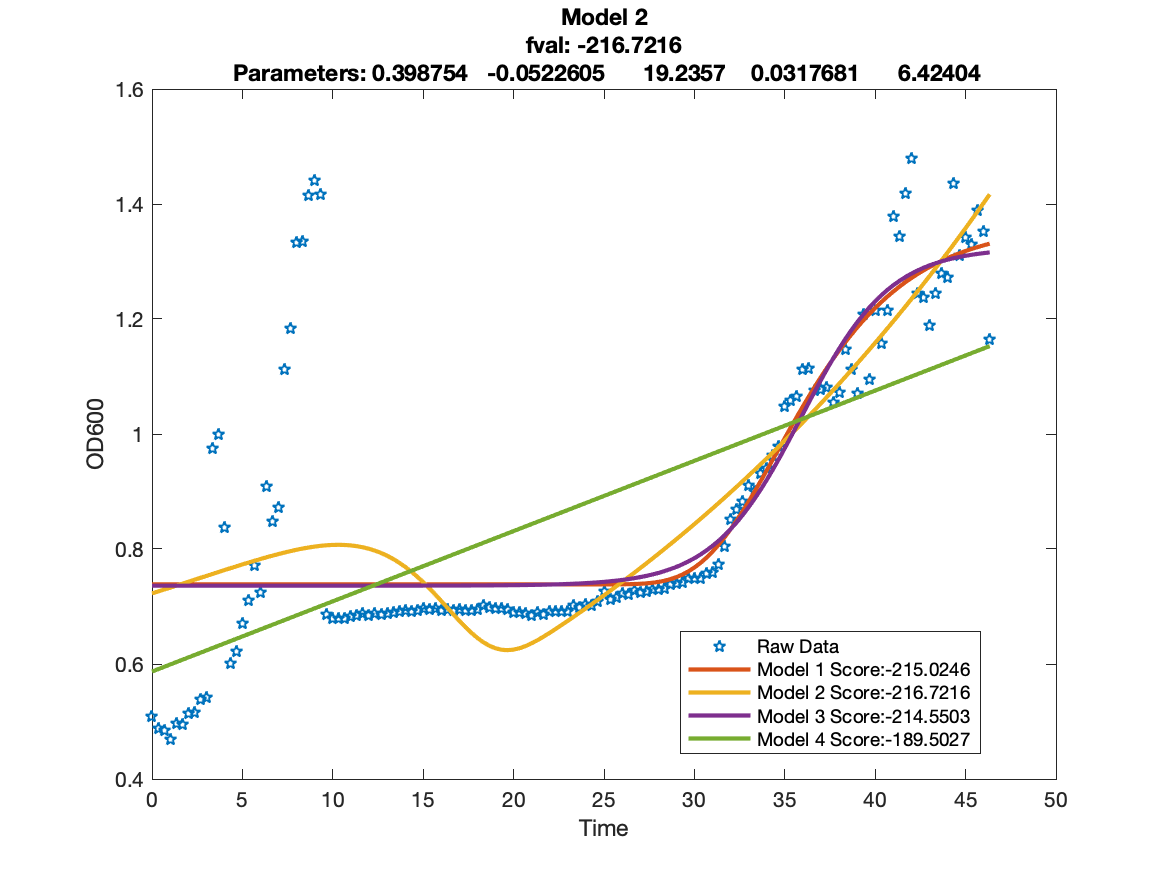 Model 2
fval: -216.7216
Parameters: 0.398754 -0.0522605 19.2357 0.0317681 6.42404
1.6
1.4
1.2
1
0.8
0.6
0.4
OD600
Raw Data
Model 1 Score:-215.0246
Model 2 Score:-216.7216
Model 3 Score:-214.5503
Model 4 Score:-189.5027
0 5 10 15 20 25 30 35 40 45 50
Time